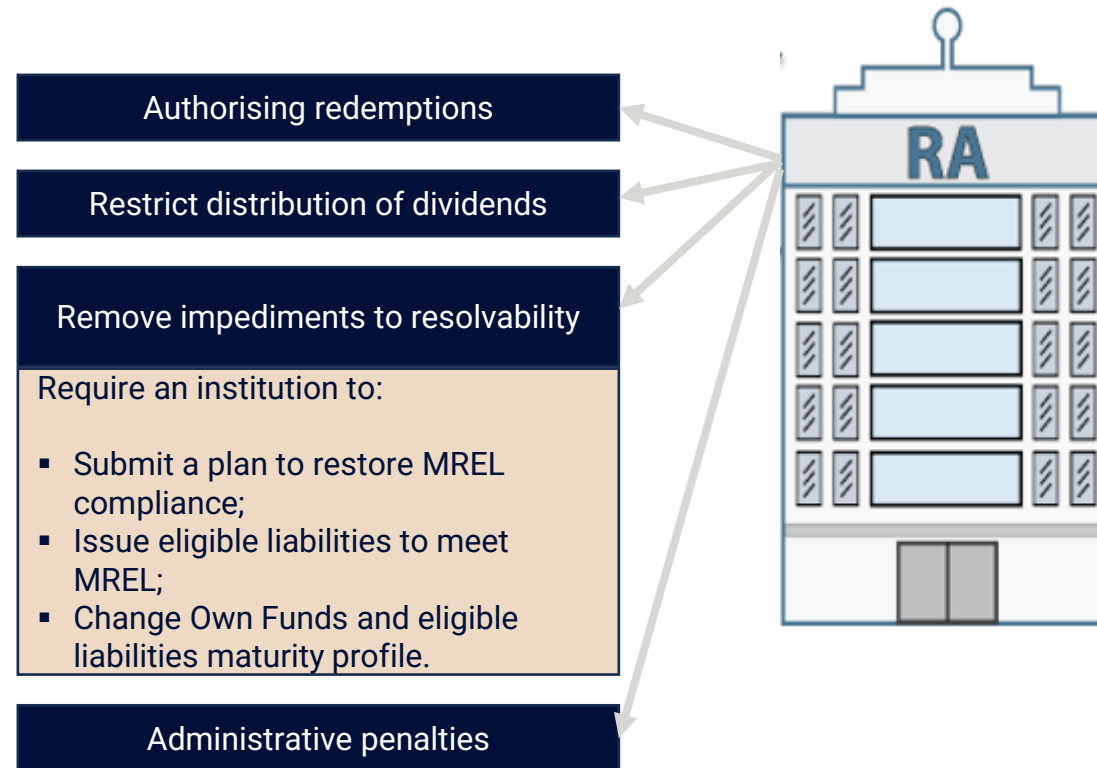 RA
Authorising redemptions
Restrict distribution of dividends
Remove impediments to resolvability
Require an institution to:
▪ Submit a plan to restore MREL
compliance;
▪ Issue eligible liabilities to meet
MREL;
▪ Change Own Funds and eligible
liabilities maturity profile.
Administrative penalties